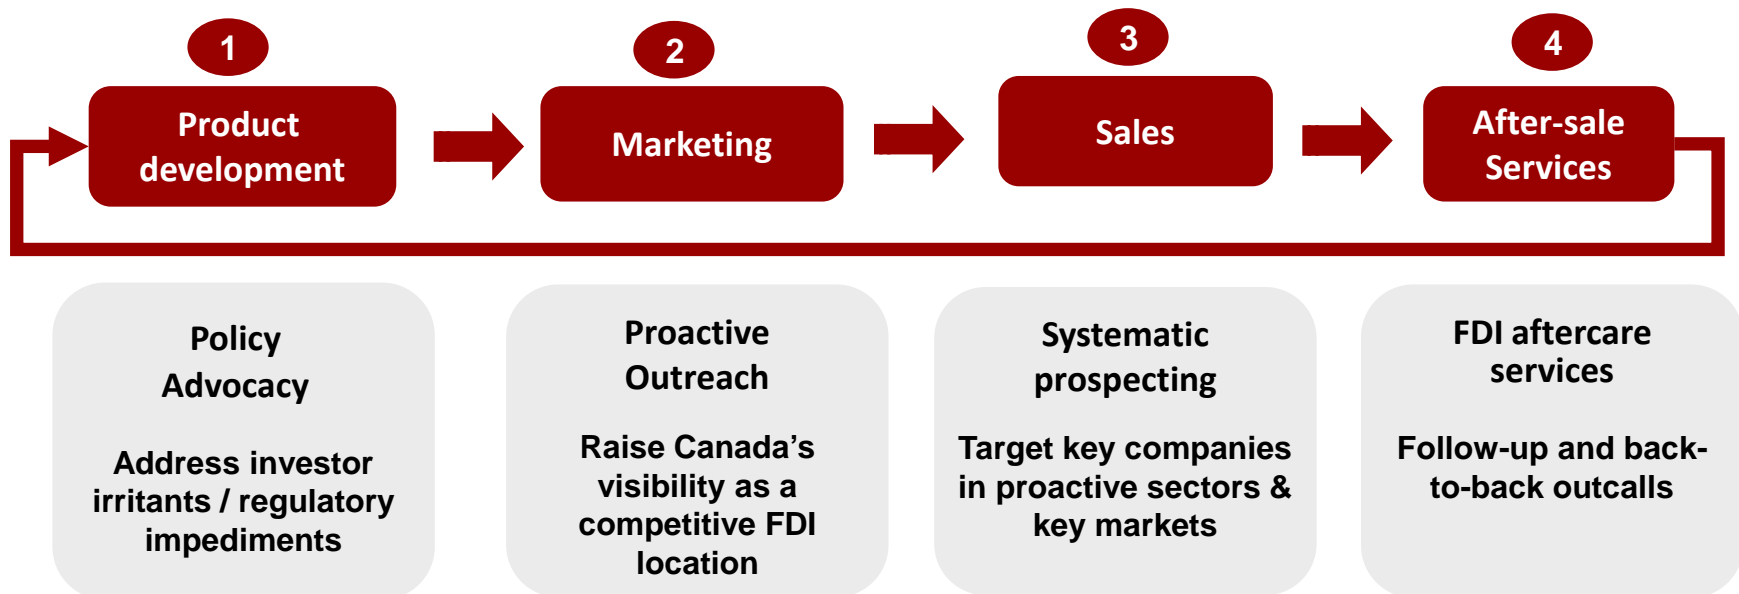 1
Product
development
2
Marketing
3
Sales
4
After-sale
Services
Policy
Advocacy
Address investor
irritants / regulatory
impediments
Proactive
Outreach
Raise Canada’s
visibility as a
competitive FDI
location
Systematic
prospecting
Target key companies
in proactive sectors &
key markets
FDI aftercare
services
Follow-up and back-
to-back outcalls